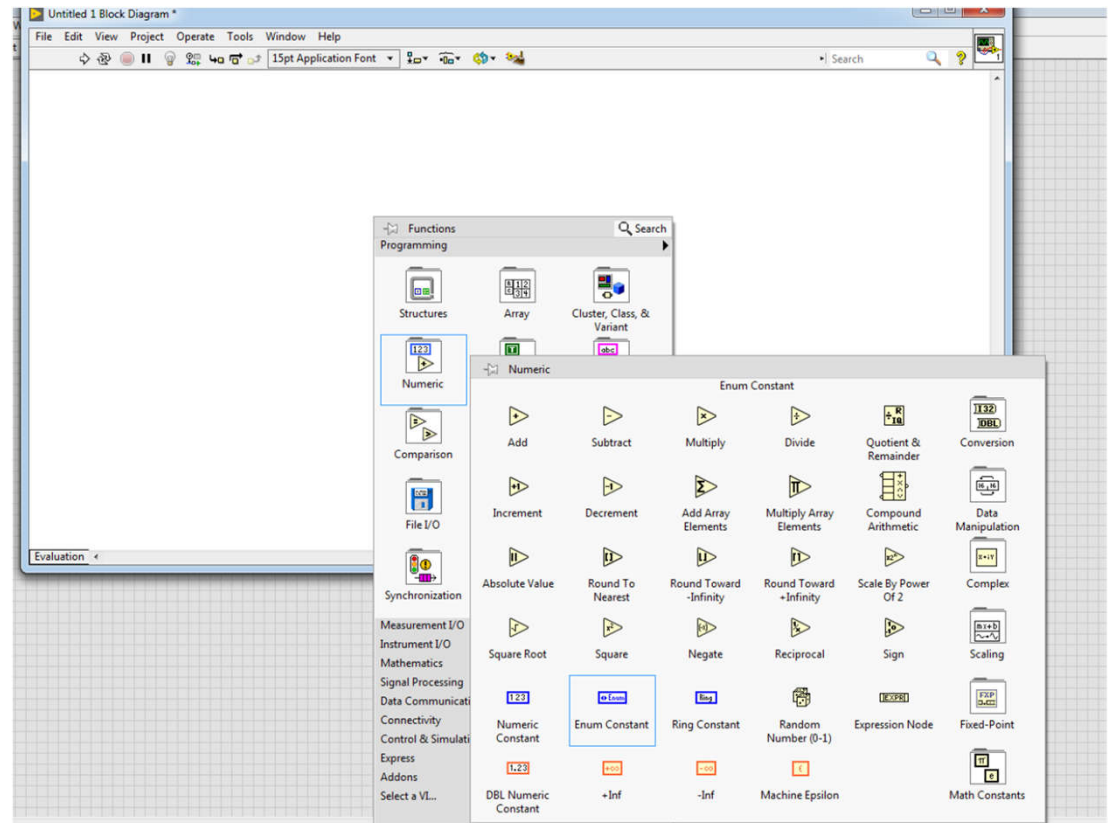 Untitled 1 Block Diagram *
File Edit View Project Operate Tools Window Help
15pt Application Font
Search
Functions
Search
Programming
Structures
Array
Cluster, Class, &
Variant
Numeric
Comparison
File I/O
Synchronization
Measurement I/O
Instrument I/O
Mathematics
Signal Processing
Data Communicati
Connectivity
Control & Simulati
Express
Addons
Select a VI...
Evaluation
Numeric
Enum Constant
Add
Subtract
Multiply
Divide
Quotient &
Remainder
Conversion
Increment
Decrement
Add Array
Elements
Multiply Array
Elements
Compound
Arithmetic
Data
Manipulation
Absolute Value
Round To
Nearest
Round Toward
-Infinity
Round Toward
+Infinity
Scale By Power
Of 2
Complex
Square Root
Square
Negate
Reciprocal
Sign
Scaling
123
Enum
Ring
Numeric
Constant
Enum Constant
Ring Constant
Random
Number (0-1)
Expression Node
Fixed-Point
1.23
DBL Numeric
Constant
+Inf
-Inf
Machine Epsilon
Math Constants